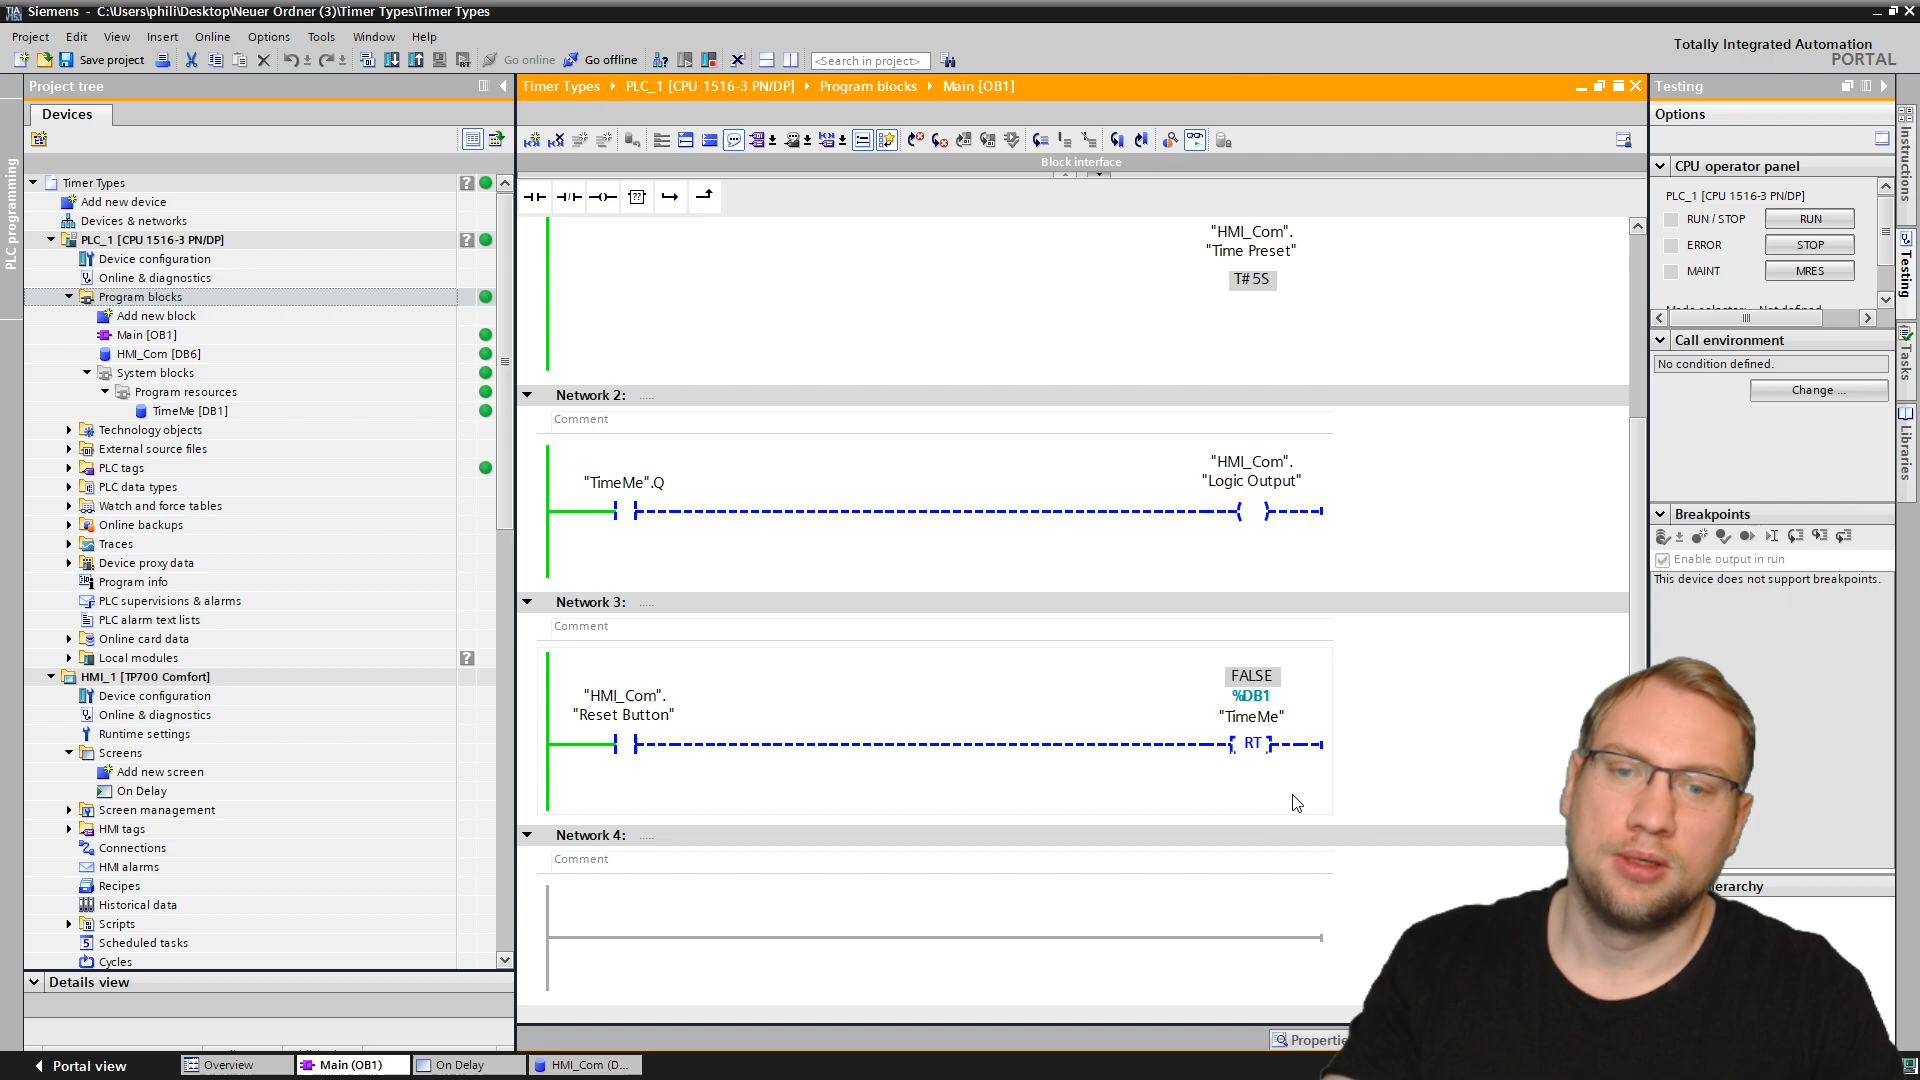 Siemens - C:\Users\phili\Desktop\Neuer Ordner (3)\Timer Types\Timer Types
Project Edit View Insert Online Options Tools Window Help
Totally Integrated Automation
PORTAL
Save project
Go online
Go offline
<Search in project>
Project tree
Devices
PLC programming
Timer Types
Add new device
Devices & networks
PLC_1 [CPU 1516-3 PN/DP]
Device configuration
Online & diagnostics
Program blocks
Add new block
Main [OB1]
HMI_Com [DB6]
System blocks
Program resources
TimeMe [DB1]
Technology objects
External source files
PLC tags
PLC data types
Watch and force tables
Online backups
Traces
Device proxy data
Program info
PLC supervisions & alarms
PLC alarm text lists
Online card data
Local modules
HMI_1 [TP700 Comfort]
Device configuration
Online & diagnostics
Runtime settings
Screens
Add new screen
On Delay
Screen management
HMI tags
Connections
HMI alarms
Recipes
Historical data
Scripts
Scheduled tasks
Cycles
Details view
Timer Types PLC_1 [CPU 1516-3 PN/DP] Program blocks Main [OB1]
Block interface
??
"HMI_Com".
"Time Preset"
T#5S
Network 2: .....
Comment
"TimeMe".Q
"HMI_Com".
"Logic Output"
Network 3: .....
Comment
"HMI_Com".
"Reset Button"
FALSE
%DB1
"TimeMe"
RT
Network 4: .....
Comment
Properti
Testing
Options
CPU operator panel
PLC_1 [CPU 1516-3 PN/DP]
RUN / STOP RUN
ERROR STOP
MAINT MRES
Call environment
No condition defined.
Change ...
Breakpoints
Enable output in run
This device does not support breakpoints.
erarchy
Instructions
Testing
Tasks
Libraries
Portal view
Overview
Main (OB1)
On Delay
HMI_Com (D...